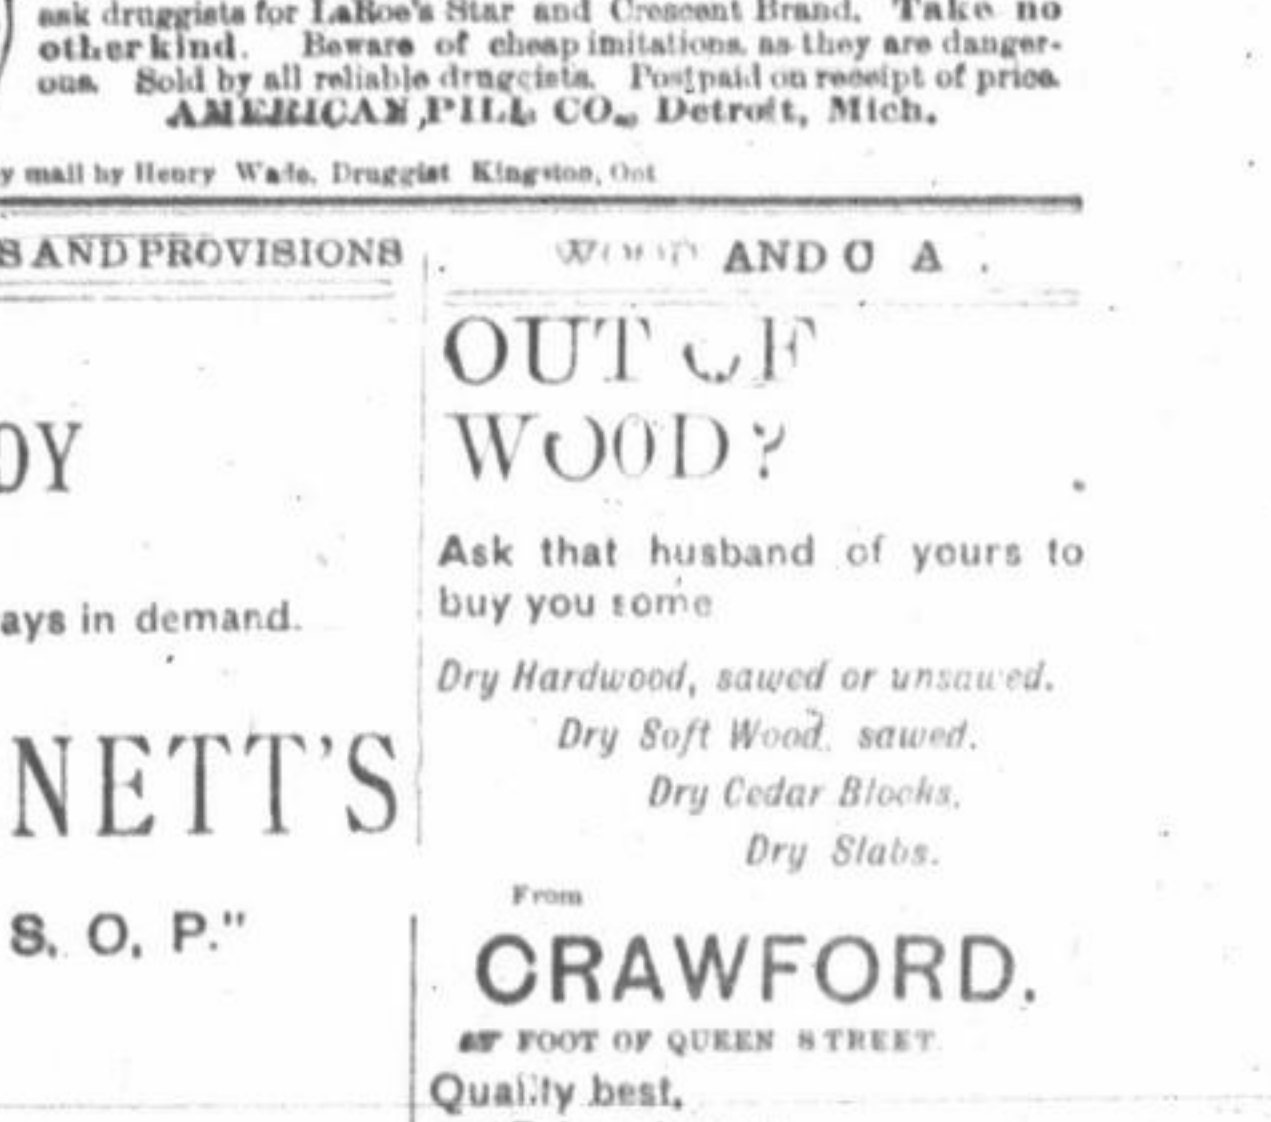 ask druggists for LaRoe's Star and Crescent Brand. Take no
other kind. Beware of cheap imitations, as they are danger-
ous. Sold by all reliable druggists. Postpaid on receipt of price.
AMERICAN PILL CO., Detroit, Mich.
y mail by Henry Wade, Druggist Kingston, Ont
S AND PROVISIONS
WOOD AND C A .
OUT OF
WOOD?
DY
Ask that husband of yours to
buy you some
ays in demand.
Dry Hardwood, sawed or unsawed.
Dry Soft Wood, sawed.
NETT'S
Dry Cedar Blocks.
Dry Slabs.
From
S. O. P."
CRAWFORD.
FOOT OF QUEEN STREET
Quality best.